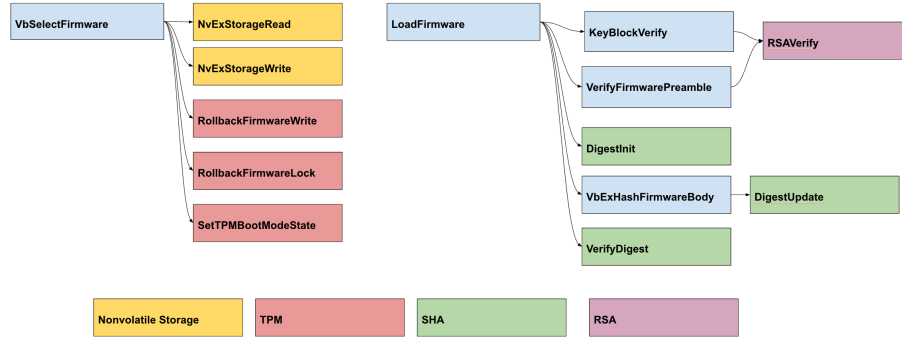 VbSelectFirmware
NvExStorageRead
NvExStorageWrite
RollbackFirmwareWrite
RollbackFirmwareLock
SetTPMBootModeState
LoadFirmware
KeyBlockVerify
RSAVerify
VerifyFirmwarePreamble
DigestInit
VbExHashFirmwareBody
DigestUpdate
VerifyDigest
Nonvolatile Storage
TPM
SHA
RSA